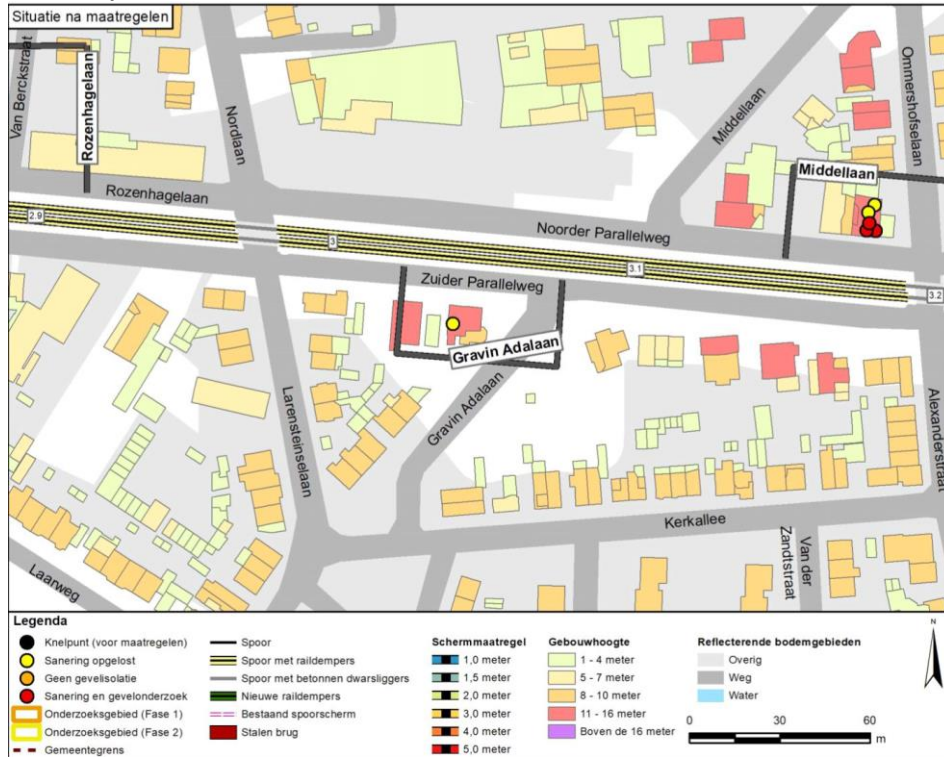 Situatie na maatregelen
Van Berckstraat
Rozenhagelaan
Nordlaan
Middellaan
Ommershofselaan
Middellaan
Rozenhagelaan
Noorder Parallelweg
2.9
3
3.1
3.2
Zuider Parallelweg
Gravin Adalaan
Gravin Adalaan
Larensteinselaan
Alexanderstraat
Kerkallee
Van der
Zandtstraat
Laarweg
Legenda
Knelpunt (voor maatregelen)
Sanering opgelost
Geen gevelisolatie
Sanering en gevelonderzoek
Onderzoeksgebied (Fase 1)
Onderzoeksgebied (Fase 2)
Gemeentegrens
Spoor
Spoor met raildempers
Spoor met betonnen dwarsliggers
Nieuwe raildempers
Bestaand spoorscherm
Stalen brug
Schermmaatregel
1,0 meter
1,5 meter
2,0 meter
3,0 meter
4,0 meter
5,0 meter
Gebouwhoogte
1 - 4 meter
5 - 7 meter
8 - 10 meter
11 - 16 meter
Boven de 16 meter
Reflecterende bodemgebieden
Overig
Weg
Water
N
0 30 60
m